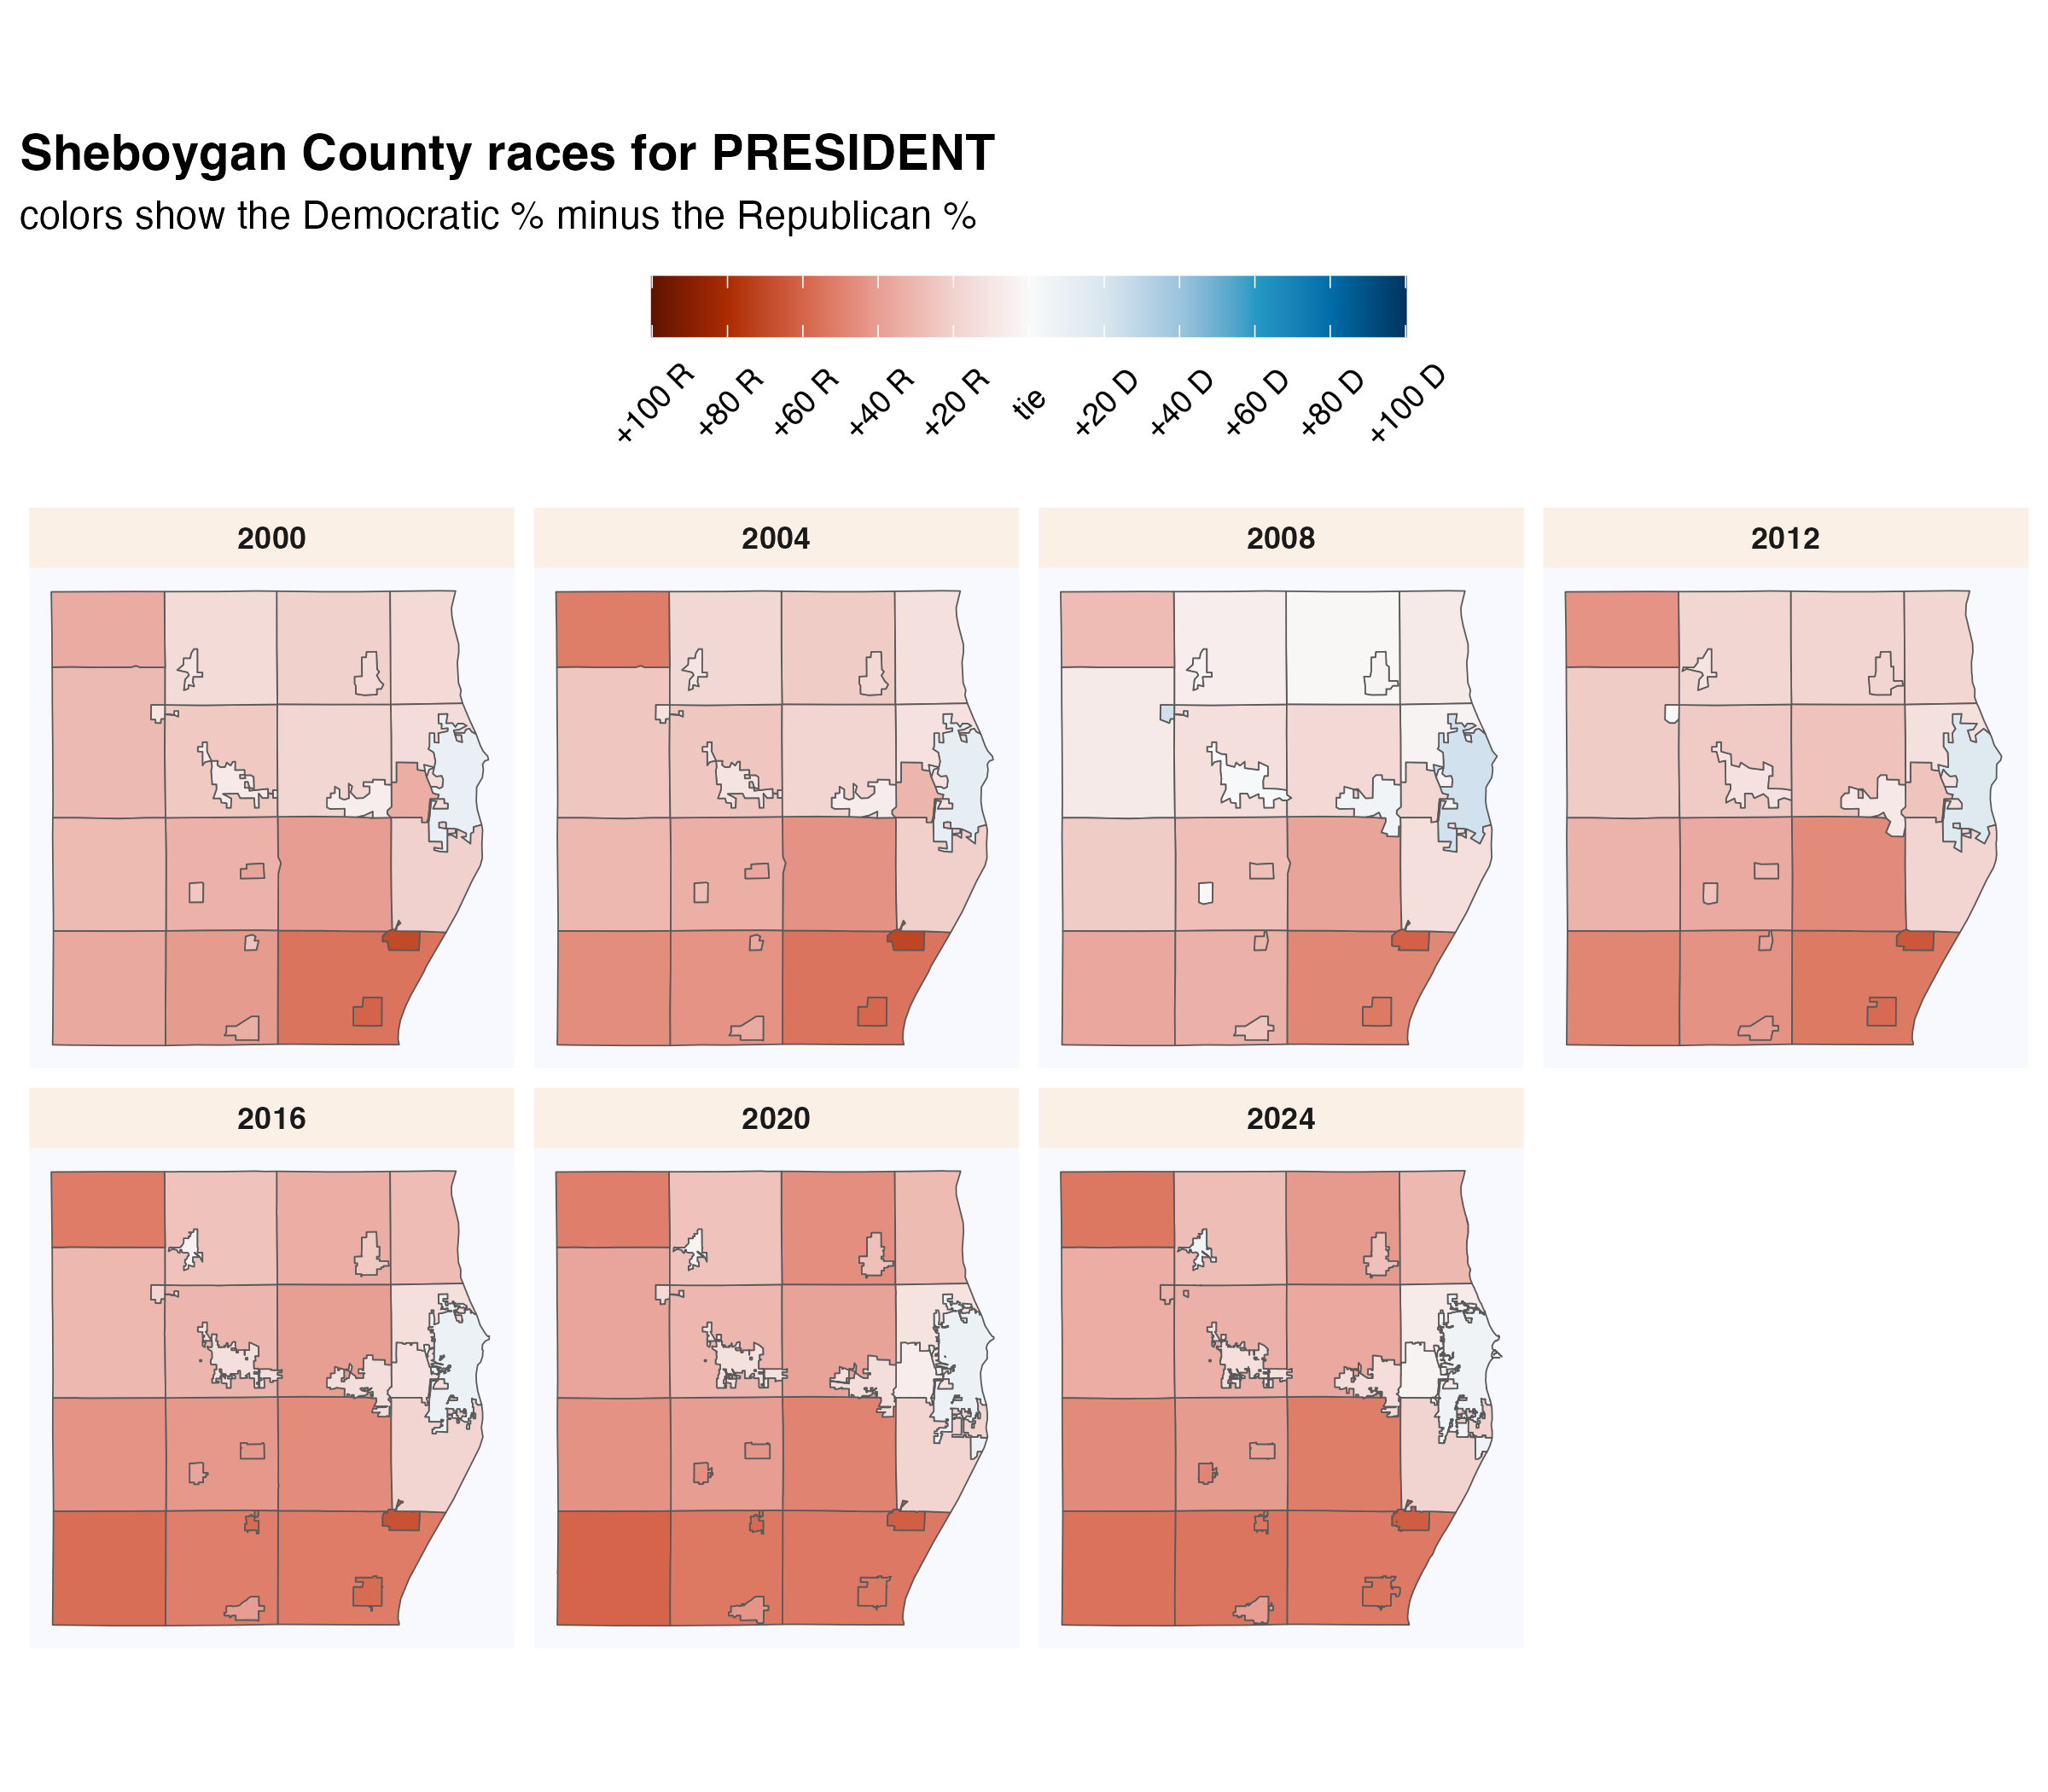 Sheboygan County races for PRESIDENT
colors show the Democratic % minus the Republican %
+100 R
+80 R
+60 R
+40 R
+20 R
tie
+20 D
+40 D
+60 D
+80 D
+100 D
2000
2004
2008
2012
2016
2020
2024